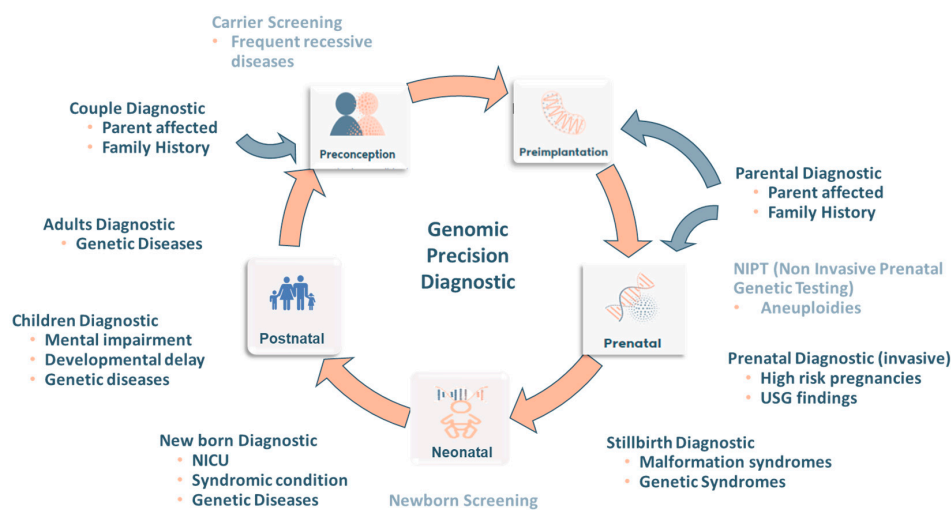 Carrier Screening
• Frequent recessive
diseases
Couple Diagnostic
• Parent affected
• Family History
Preconception
Preimplantation
Parental Diagnostic
• Parent affected
• Family History
Adults Diagnostic
• Genetic Diseases
Genomic
Precision
Diagnostic
NIPT (Non Invasive Prenatal
Genetic Testing)
• Aneuploidies
Postnatal
Prenatal
Children Diagnostic
• Mental impairment
• Developmental delay
• Genetic diseases
Prenatal Diagnostic (invasive)
• High risk pregnancies
• USG findings
Neonatal
New born Diagnostic
• NICU
• Syndromic condition
• Genetic Diseases
Stillbirth Diagnostic
• Malformation syndromes
• Genetic Syndromes
Newborn Screening